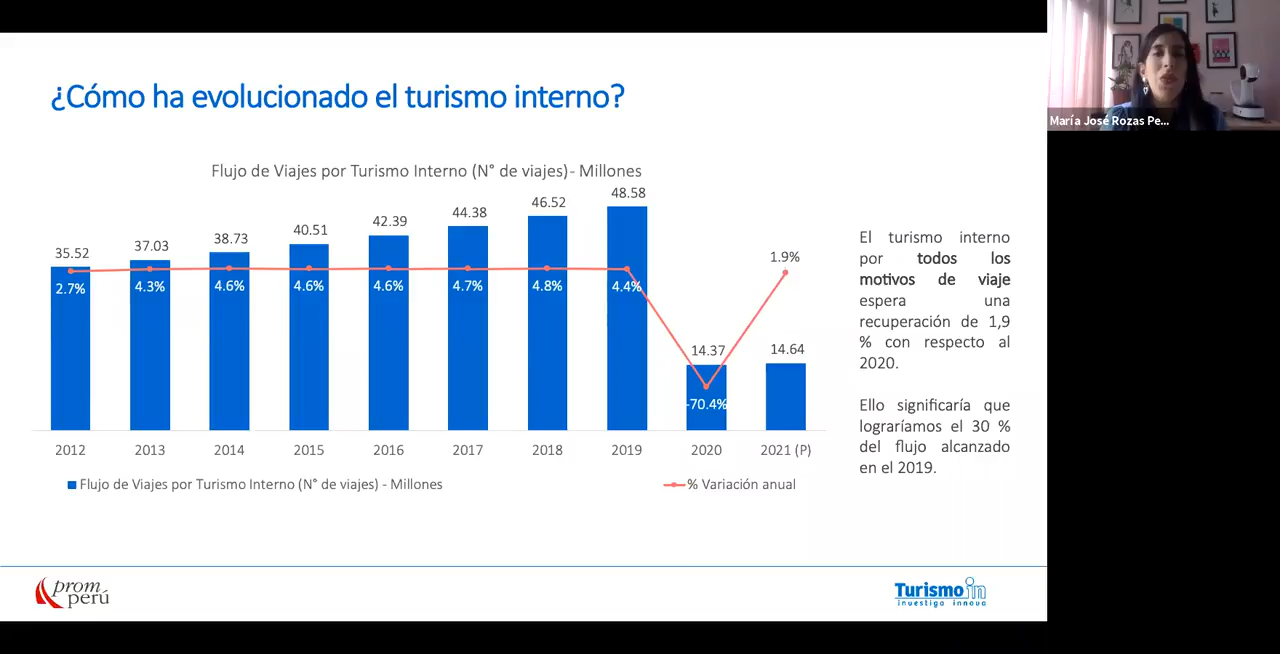 ¿Cómo ha evolucionado el turismo interno?
María José Rozas Pe...
Flujo de Viajes por Turismo Interno (N° de viajes) - Millones
35.52
37.03
38.73
40.51
42.39
44.38
46.52
48.58
14.37
14.64
2.7%
4.3%
4.6%
4.6%
4.6%
4.7%
4.8%
4.4%
-70.4%
1.9%
2012
2013
2014
2015
2016
2017
2018
2019
2020
2021 (P)
Flujo de Viajes por Turismo Interno (N° de viajes) - Millones
% Variación anual
El turismo interno
por todos los
motivos de viaje
espera una
recuperación de 1,9
% con respecto al
2020.
Ello significaría que
lograríamos el 30 %
del flujo alcanzado
en el 2019.
prom
perú
Turismo in
investiga innova